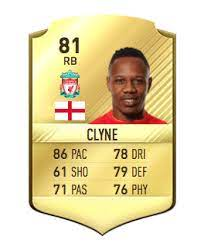 81
RB
CLYNE
86 PAC 78 DRI
61 SHO 79 DEF
71 PAS 76 PHY